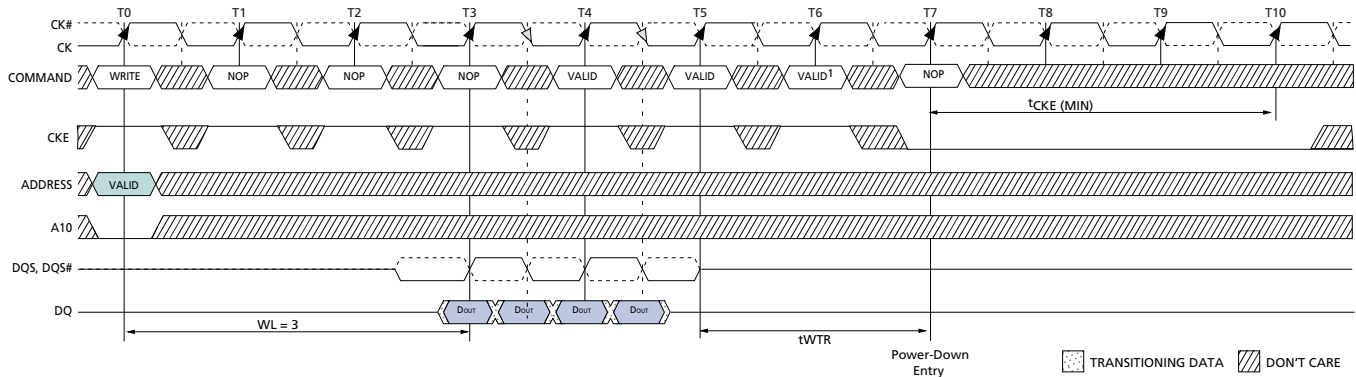 T0 T1 T2 T3 T4 T5 T6 T7 T8 T9 T10
CK#
CK
COMMAND WRITE NOP NOP NOP VALID VALID VALID1 NOP
tCKE (MIN)
CKE
ADDRESS VALID
A10
DQS, DQS#
DQ DOUT DOUT DOUT DOUT
WL = 3
tWTR
Power-Down
Entry
TRANSITIONING DATA DON'T CARE